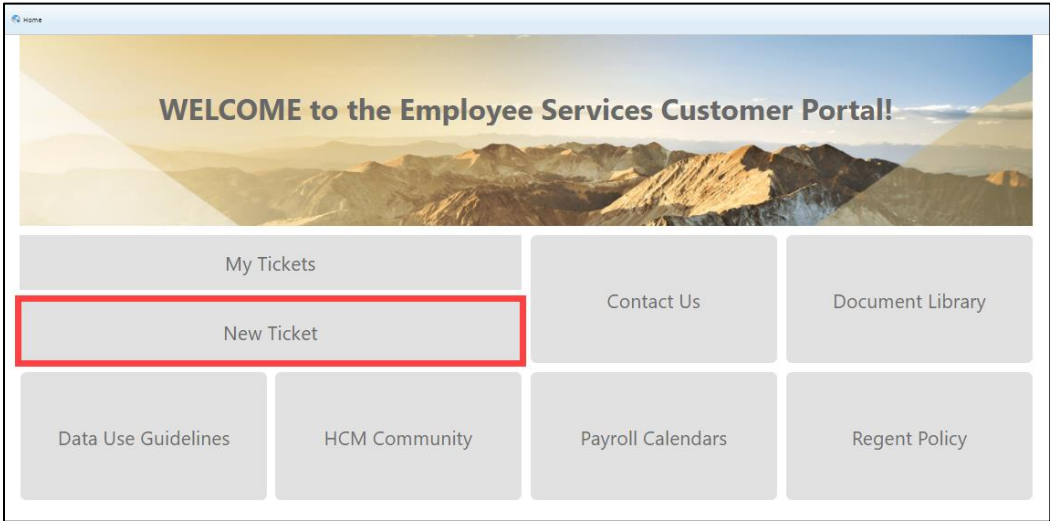 Home
WELCOME to the Employee Services Customer Portal!
My Tickets
New Ticket
Contact Us
Document Library
Data Use Guidelines
HCM Community
Payroll Calendars
Regent Policy